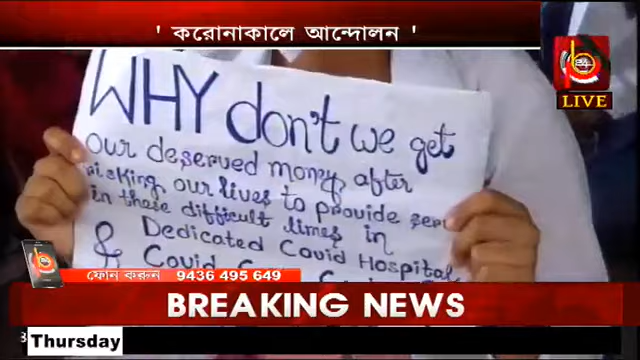 ' করোনাকালে আন্দোলন '
24
LIVE
WHY don't we get
our deserved money after
risking our lives to provide
in these difficult times in
Dedicated Covid Hospital
& Covid
ফোন করুন 9436 495 649
BREAKING NEWS
Thursday